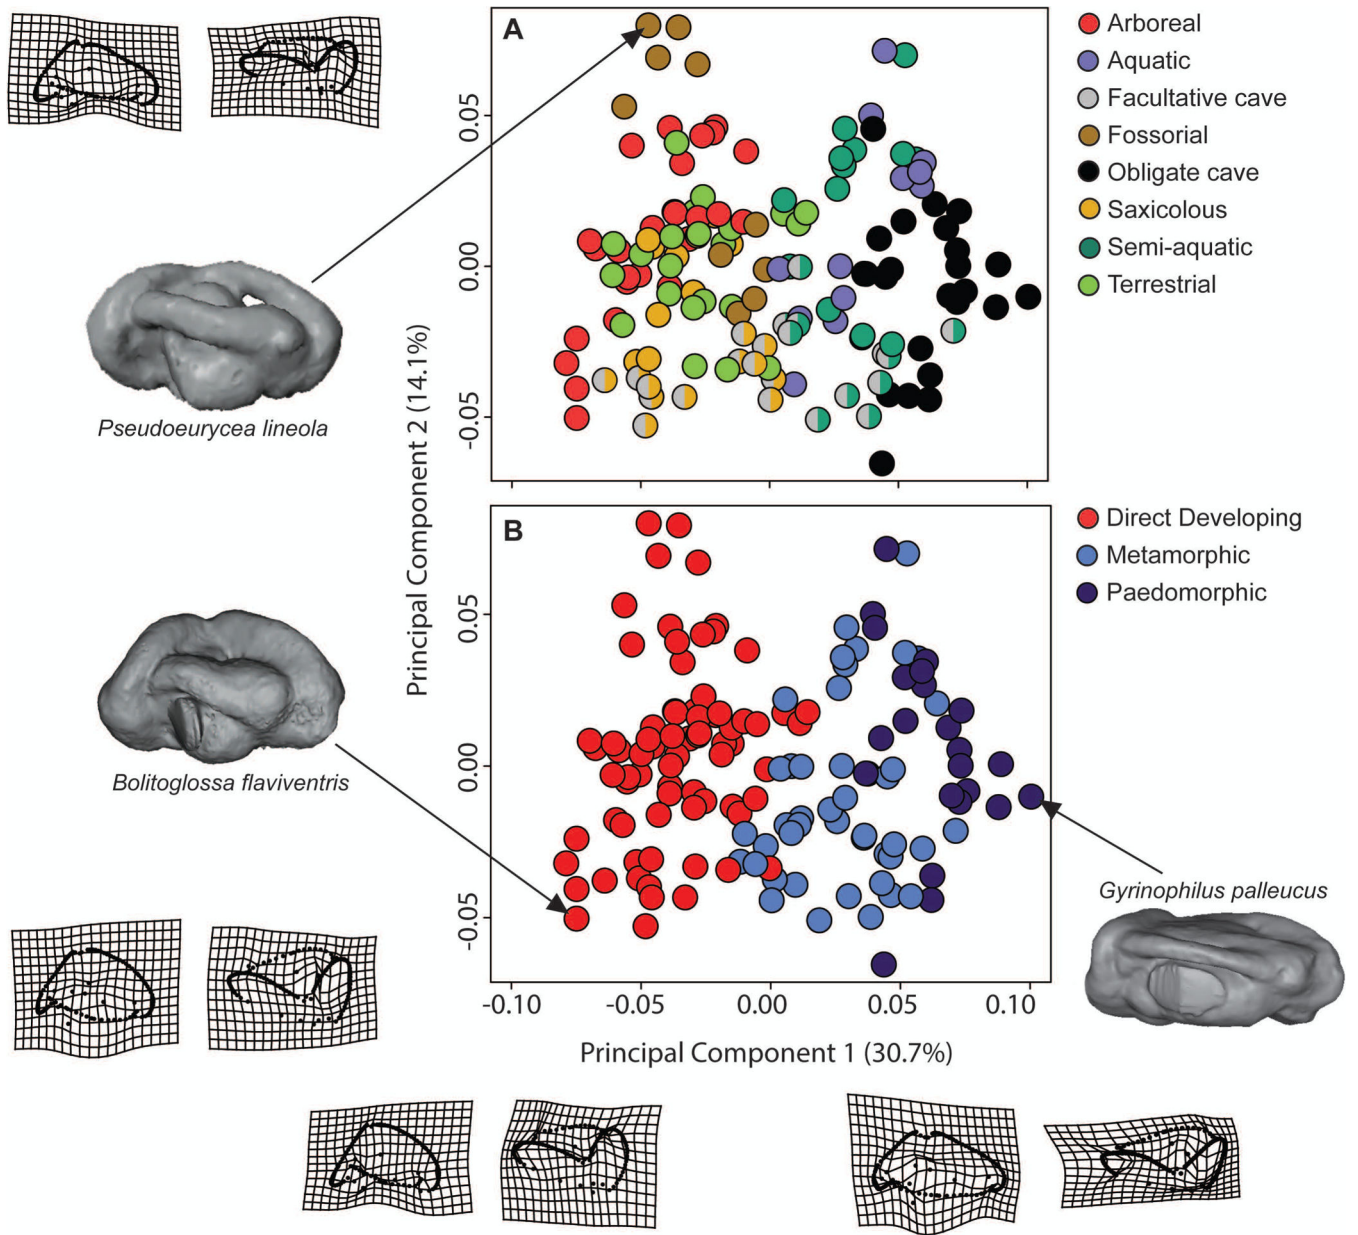 A
Arboreal
Aquatic
Facultative cave
Fossorial
Obligate cave
Saxicolous
Semi-aquatic
Terrestrial
0.05
0.00
-0.05
Pseudoeurycea lineola
Principal Component 2 (14.1%)
B
Direct Developing
Metamorphic
Paedomorphic
0.05
0.00
-0.05
Bolitoglossa flaviventris
Gyrinophilus palleucus
-0.10 -0.05 0.00 0.05 0.10
Principal Component 1 (30.7%)